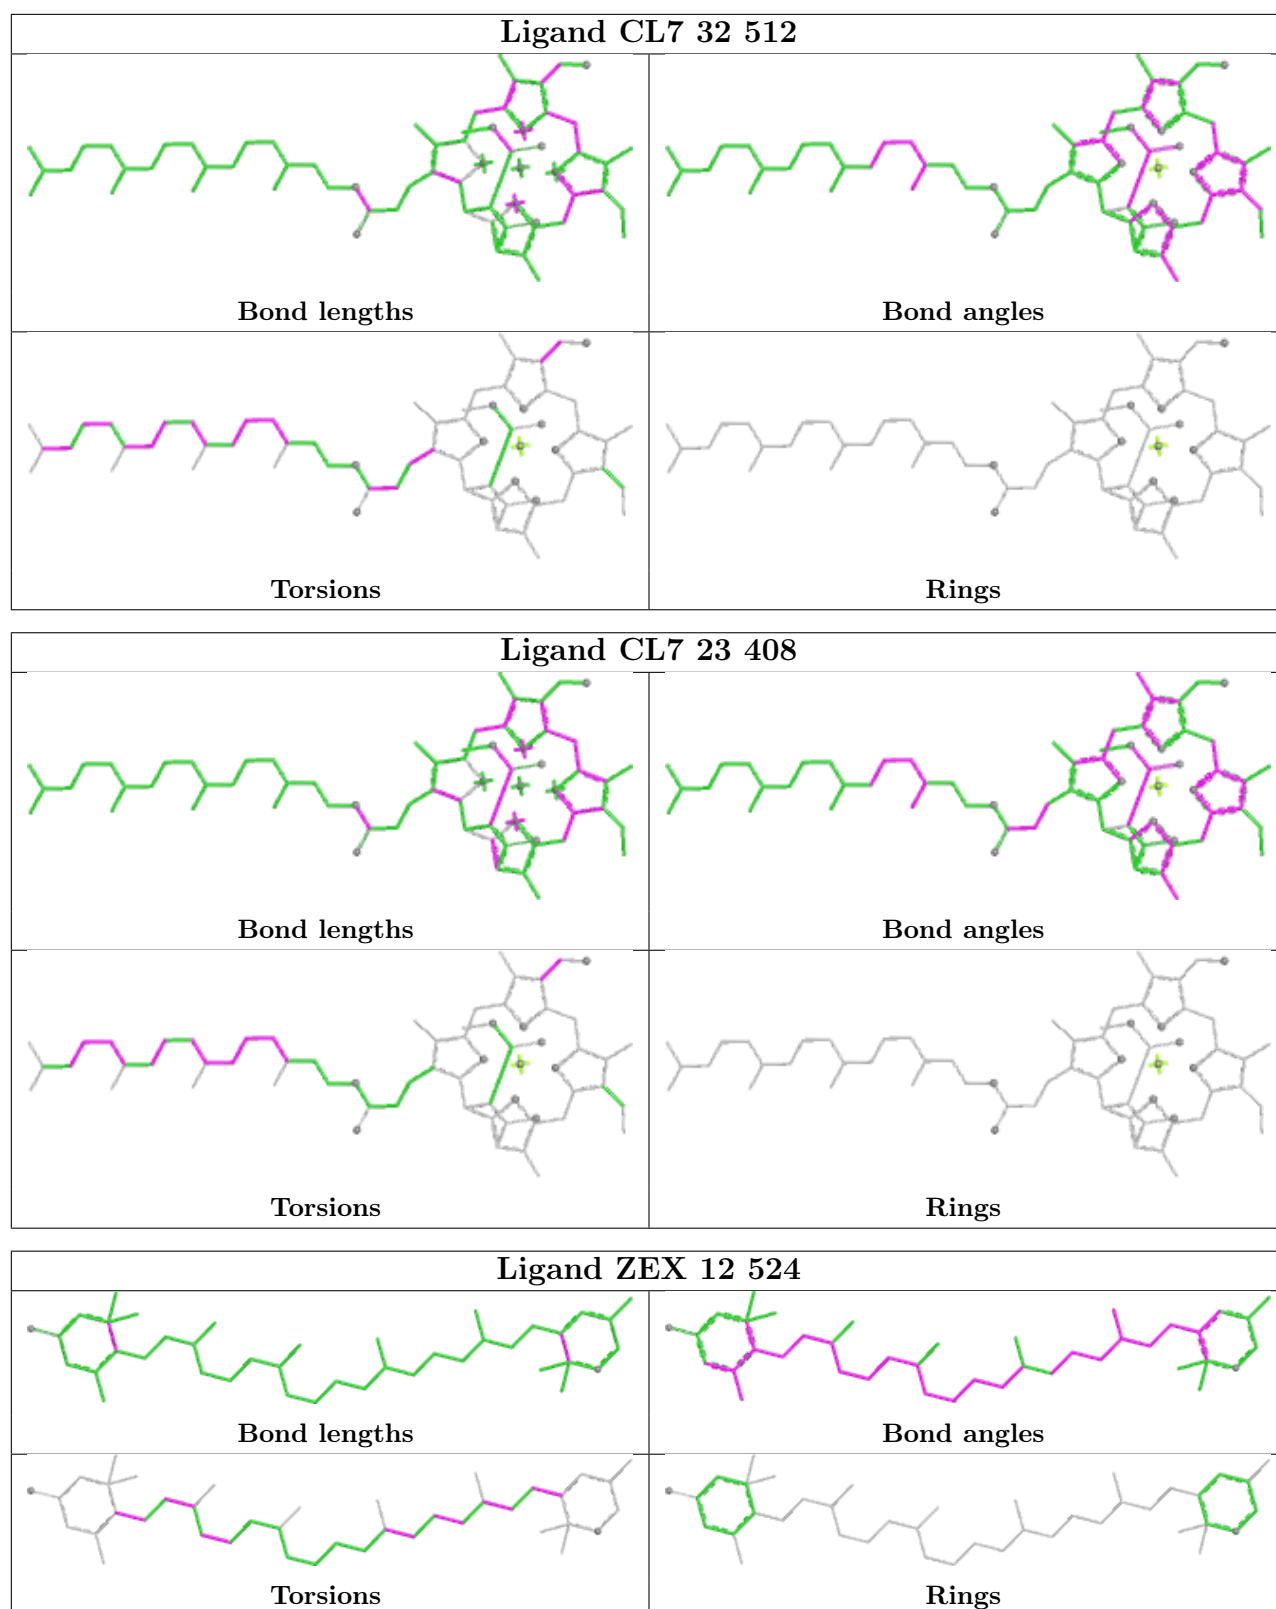 Ligand CL7 32 512
Bond lengths
Bond angles
Torsions
Rings
Ligand CL7 23 408
Bond lengths
Bond angles
Torsions
Rings
Ligand ZEX 12 524
Bond lengths
Bond angles
Torsions
Rings